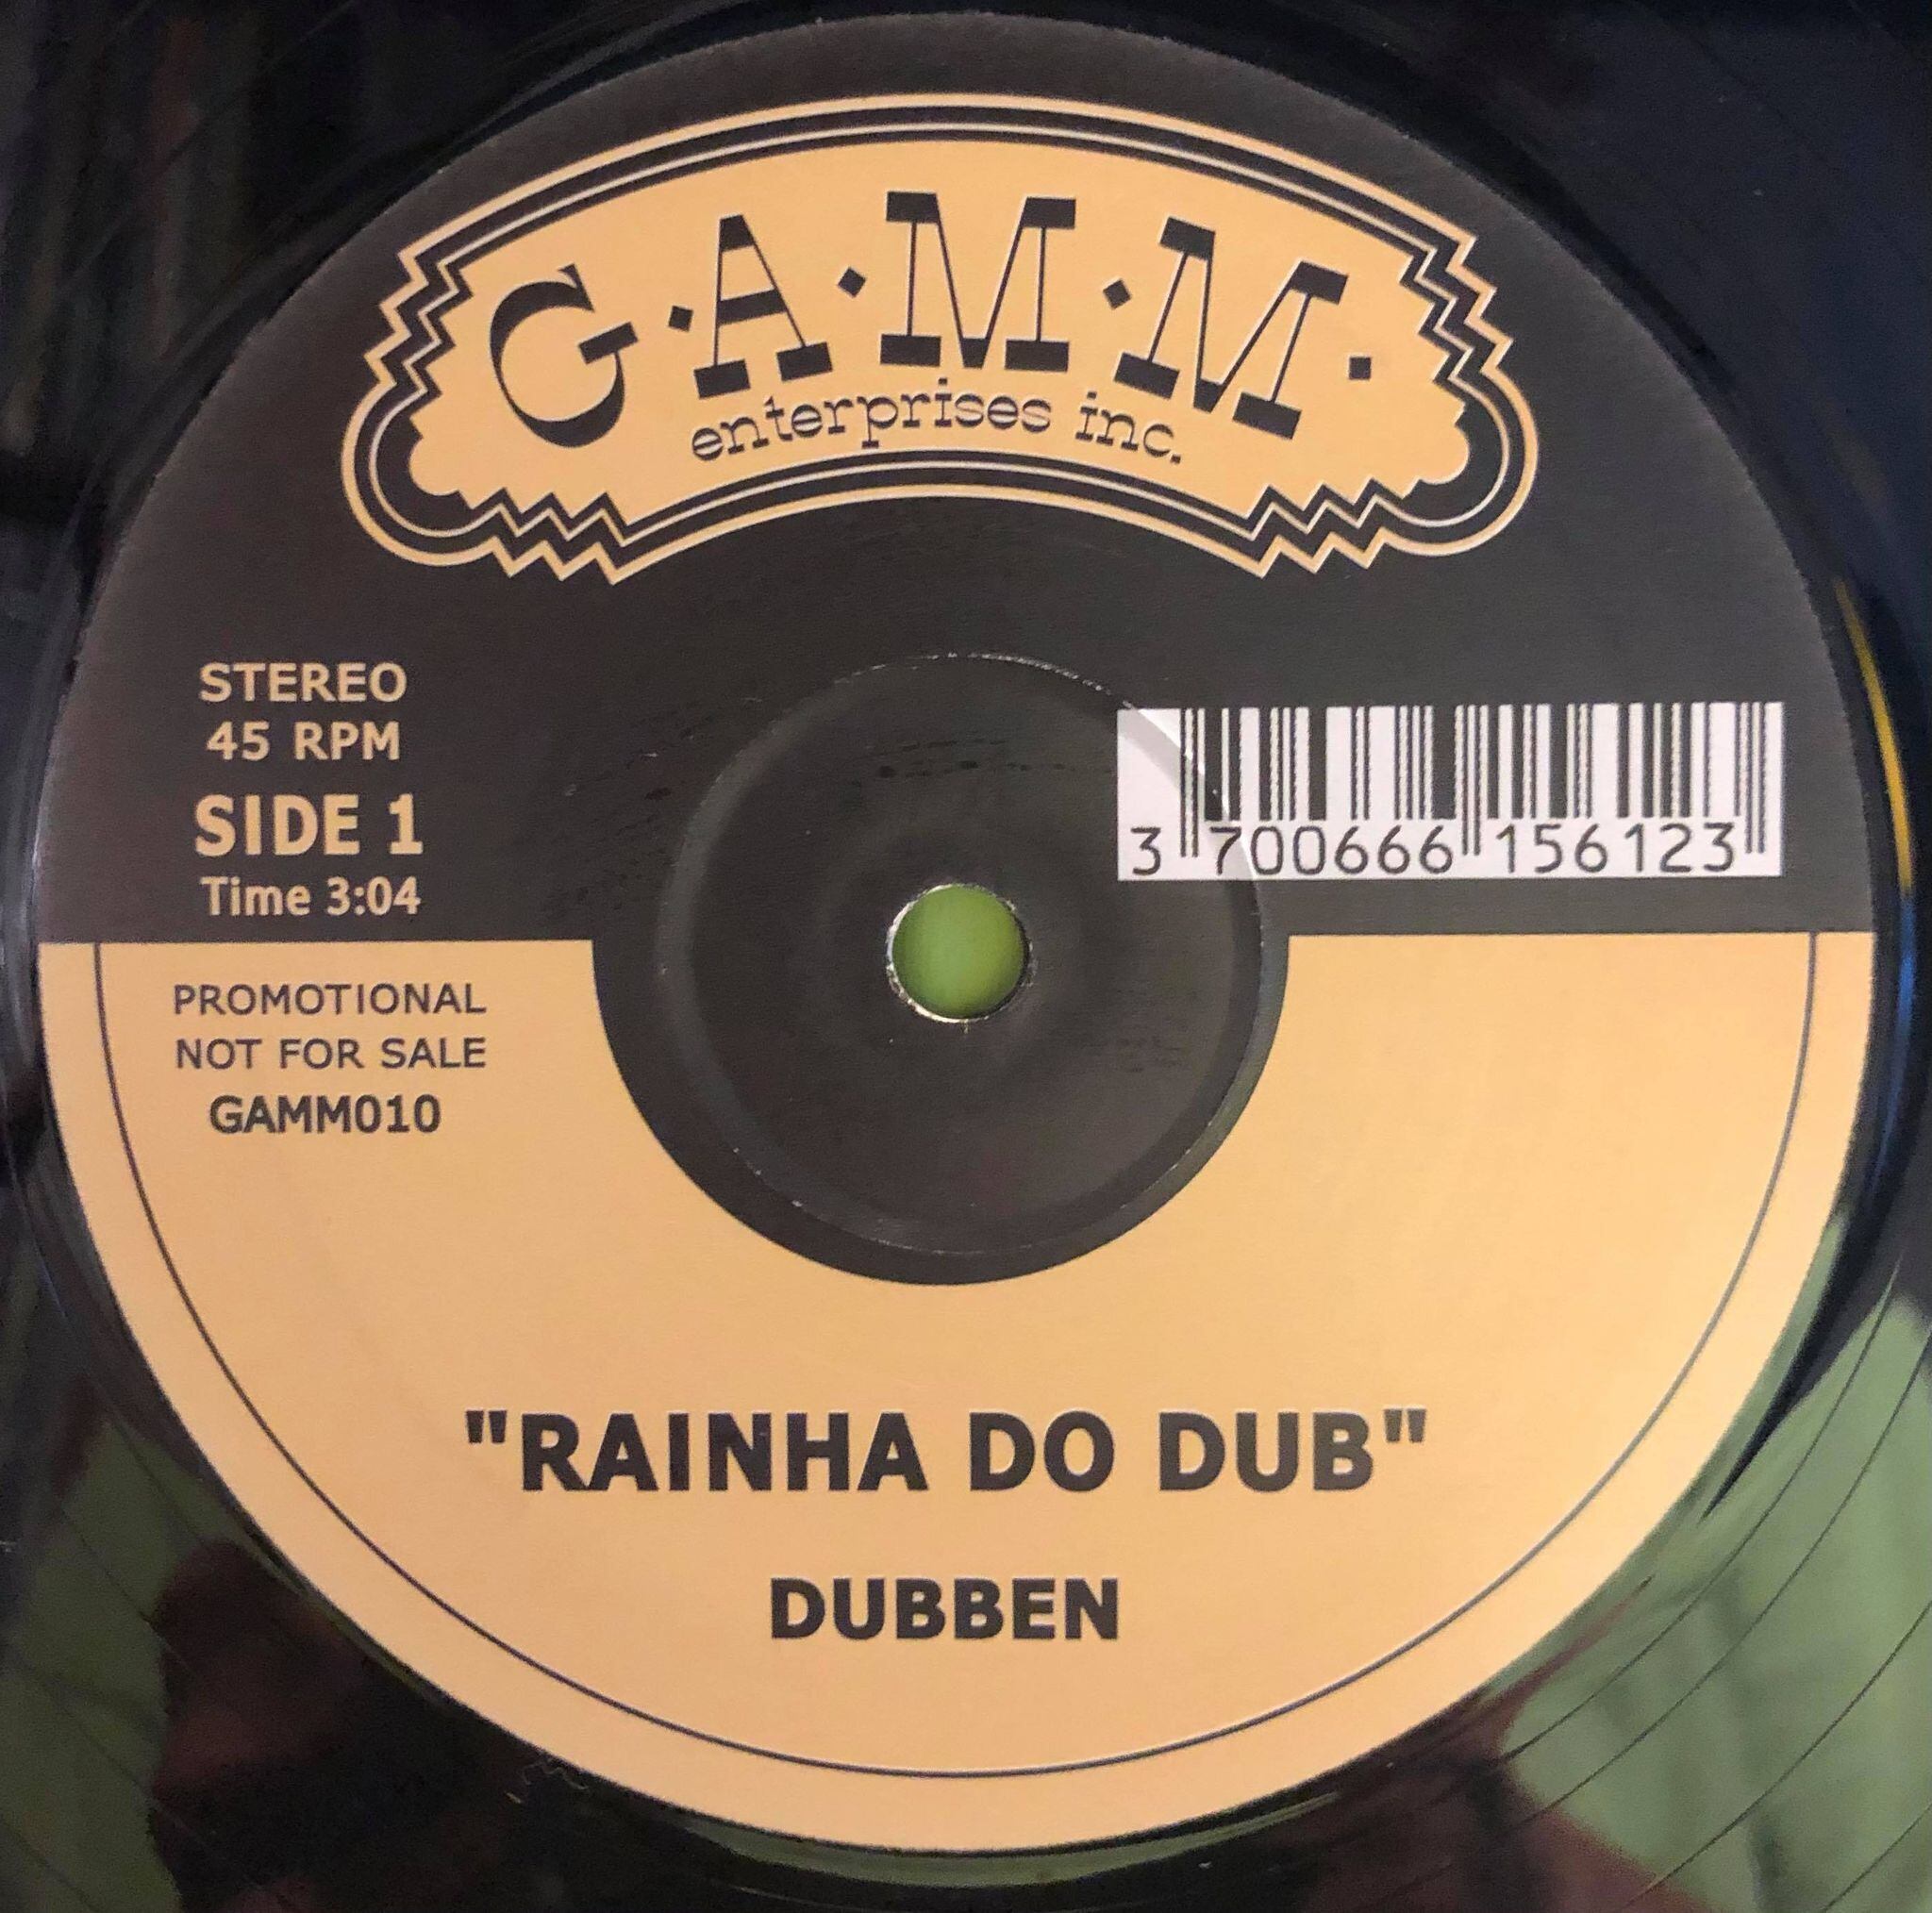 G·A·M·M·
enterprises inc.
STEREO
45 RPM
SIDE 1
Time 3:04
3 700666 156123
PROMOTIONAL
NOT FOR SALE
GAMM010
"RAINHA DO DUB"
DUBBEN